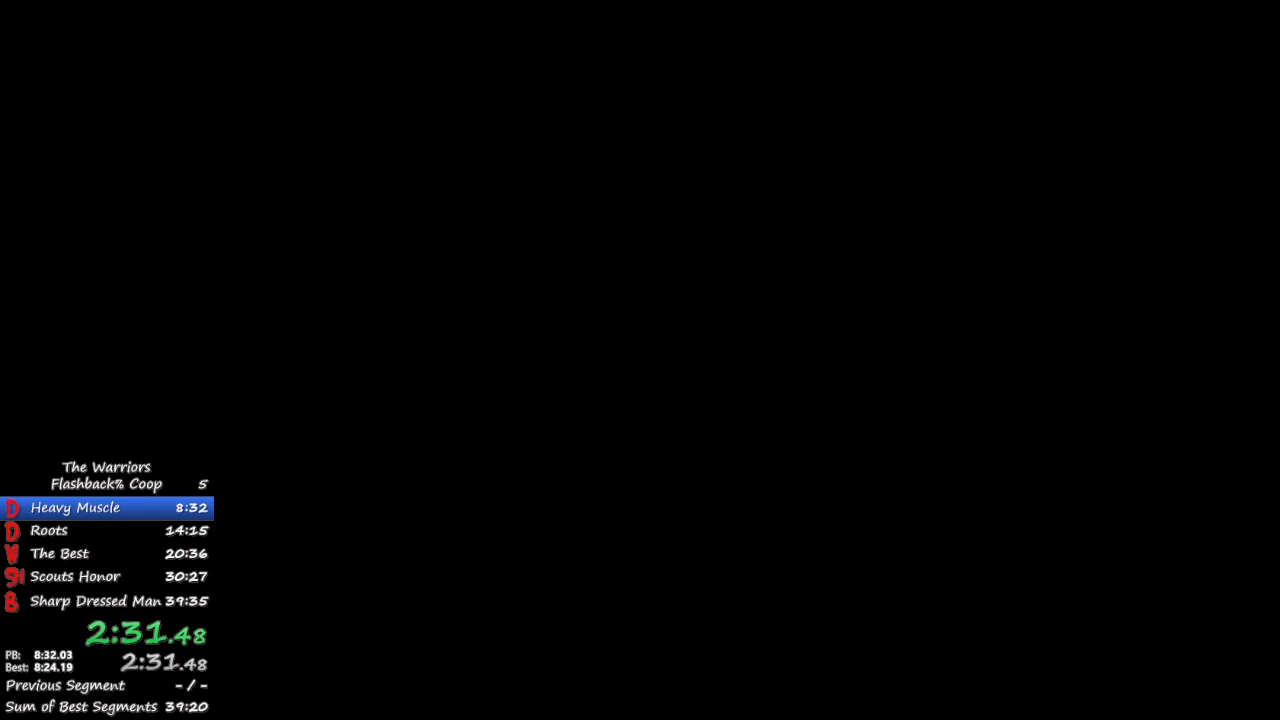 The Warriors
Flashback% Coop 5
D Heavy Muscle 8:32
D Roots 14:15
W The Best 20:36
Scouts Honor 30:27
B Sharp Dressed Man 39:35
2:31.48
PB: 8:32.03
Best: 8:24.19 2:31.48
Previous Segment - / -
Sum of Best Segments 39:20